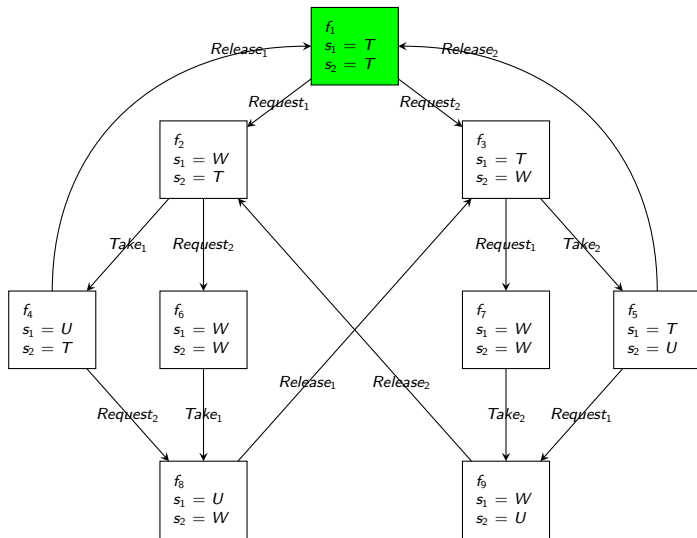 f₁
s₁ = T
s₂ = T
Release₁
Release₂
Request₁
Request₂
f₂
s₁ = W
s₂ = T
f₃
s₁ = T
s₂ = W
Take₁
Request₂
Request₁
Take₂
f₄
s₁ = U
s₂ = T
f₆
s₁ = W
s₂ = W
f₇
s₁ = W
s₂ = W
f₅
s₁ = T
s₂ = U
Release₁
Release₂
Request₂
Take₁
Take₂
Request₁
f₈
s₁ = U
s₂ = W
f₉
s₁ = W
s₂ = U